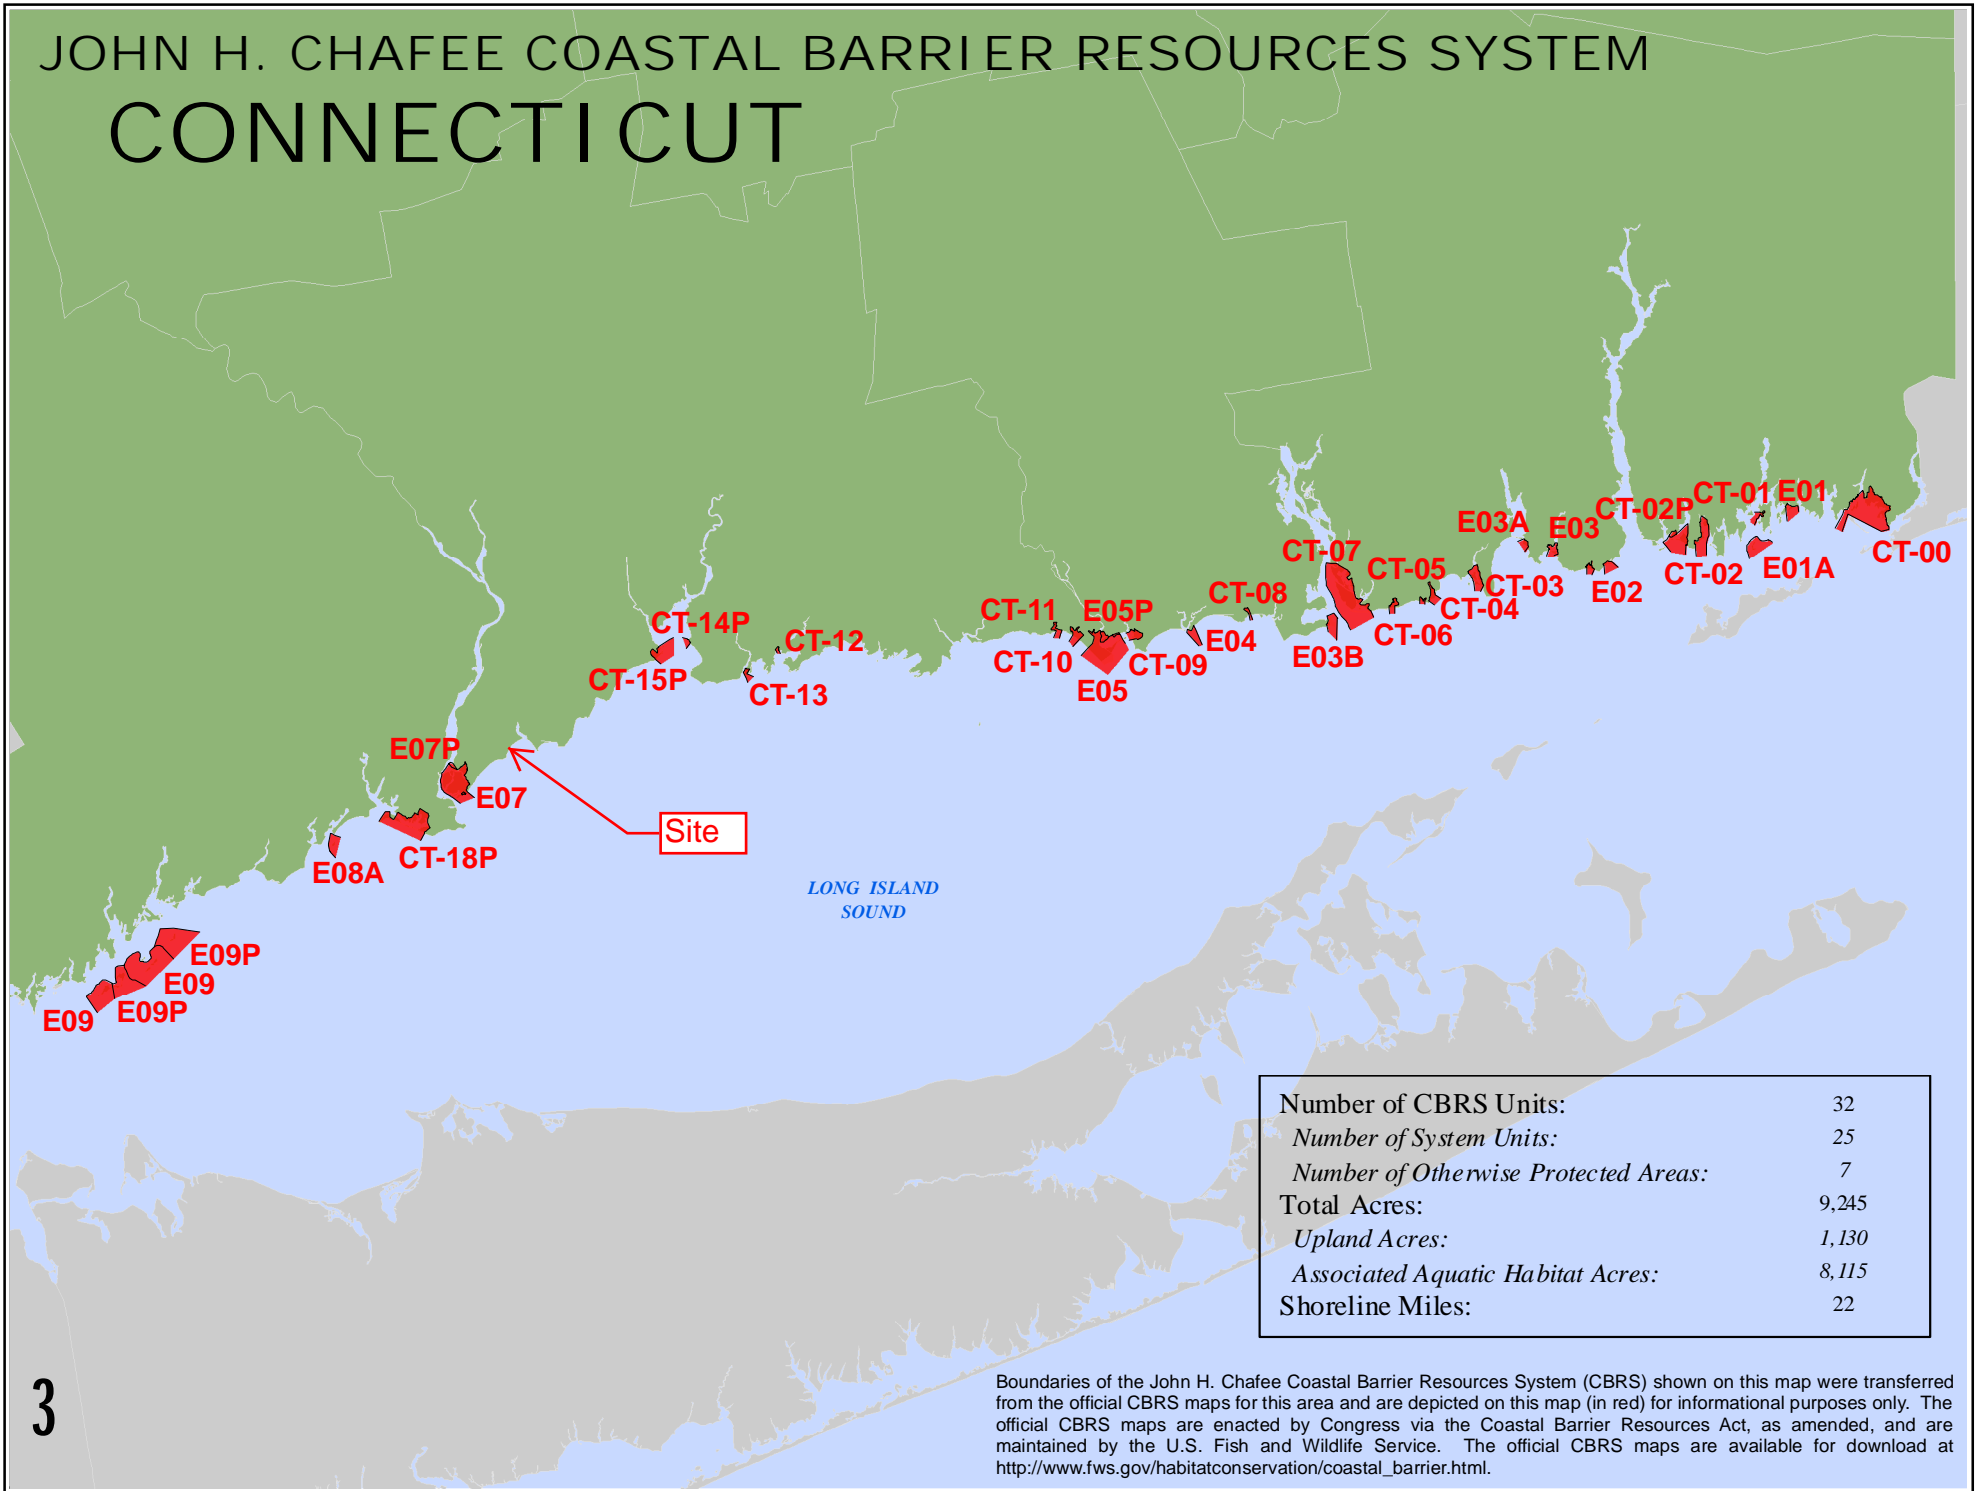 JOHN H. CHAFEE COASTAL BARRIER RESOURCES SYSTEM
CONNECTICUT
CT-02P
CT-01
E01
E03A
E03
CT-00
CT-07
CT-05
CT-02
E01A
CT-03
E02
CT-08
CT-04
CT-11
E05P
CT-06
CT-14P
CT-12
E04
CT-10
CT-09
E03B
CT-15P
CT-13
E05
E07P
E07
Site
CT-18P
E08A
LONG ISLAND
SOUND
E09P
E09
E09P
E09
Number of CBRS Units: 32
Number of System Units: 25
Number of Otherwise Protected Areas: 7
Total Acres: 9,245
Upland Acres: 1,130
Associated Aquatic Habitat Acres: 8,115
Shoreline Miles: 22
3
Boundaries of the John H. Chafee Coastal Barrier Resources System (CBRS) shown on this map were transferred
from the official CBRS maps for this area and are depicted on this map (in red) for informational purposes only. The
official CBRS maps are enacted by Congress via the Coastal Barrier Resources Act, as amended, and are
maintained by the U.S. Fish and Wildlife Service. The official CBRS maps are available for download at
http://www.fws.gov/habitatconservation/coastal_barrier.html.